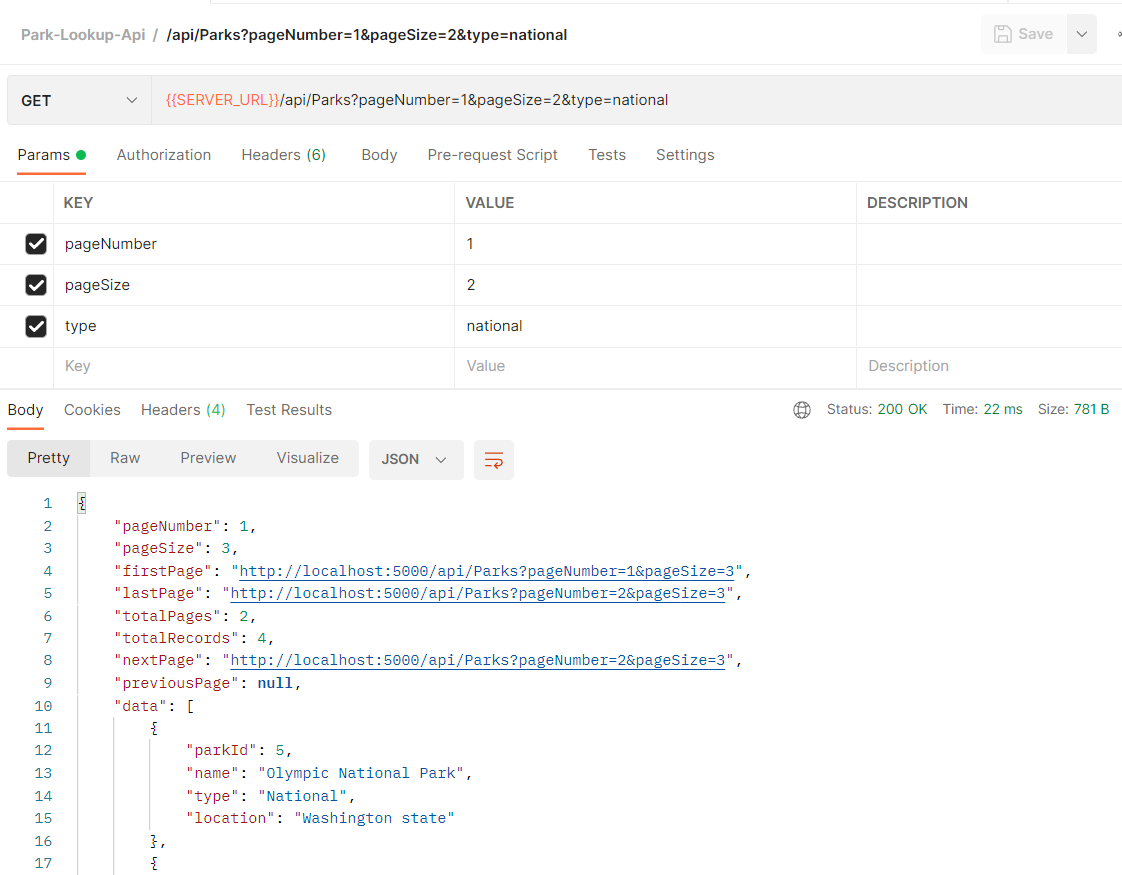 Park-Lookup-Api / /api/Parks?pageNumber=1&pageSize=2&type=national
Save
GET
{{SERVER_URL}}/api/Parks?pageNumber=1&pageSize=2&type=national
Params Authorization Headers (6) Body Pre-request Script Tests Settings
KEY VALUE DESCRIPTION
pageNumber 1
pageSize 2
type national
Key Value Description
Body Cookies Headers (4) Test Results Status: 200 OK Time: 22 ms Size: 781 B
Pretty Raw Preview Visualize JSON
1 {
2 "pageNumber": 1,
3 "pageSize": 3,
4 "firstPage": "http://localhost:5000/api/Parks?pageNumber=1&pageSize=3",
5 "lastPage": "http://localhost:5000/api/Parks?pageNumber=2&pageSize=3",
6 "totalPages": 2,
7 "totalRecords": 4,
8 "nextPage": "http://localhost:5000/api/Parks?pageNumber=2&pageSize=3",
9 "previousPage": null,
10 "data": [
11 {
12 "parkId": 5,
13 "name": "Olympic National Park",
14 "type": "National",
15 "location": "Washington state"
16 },
17 {